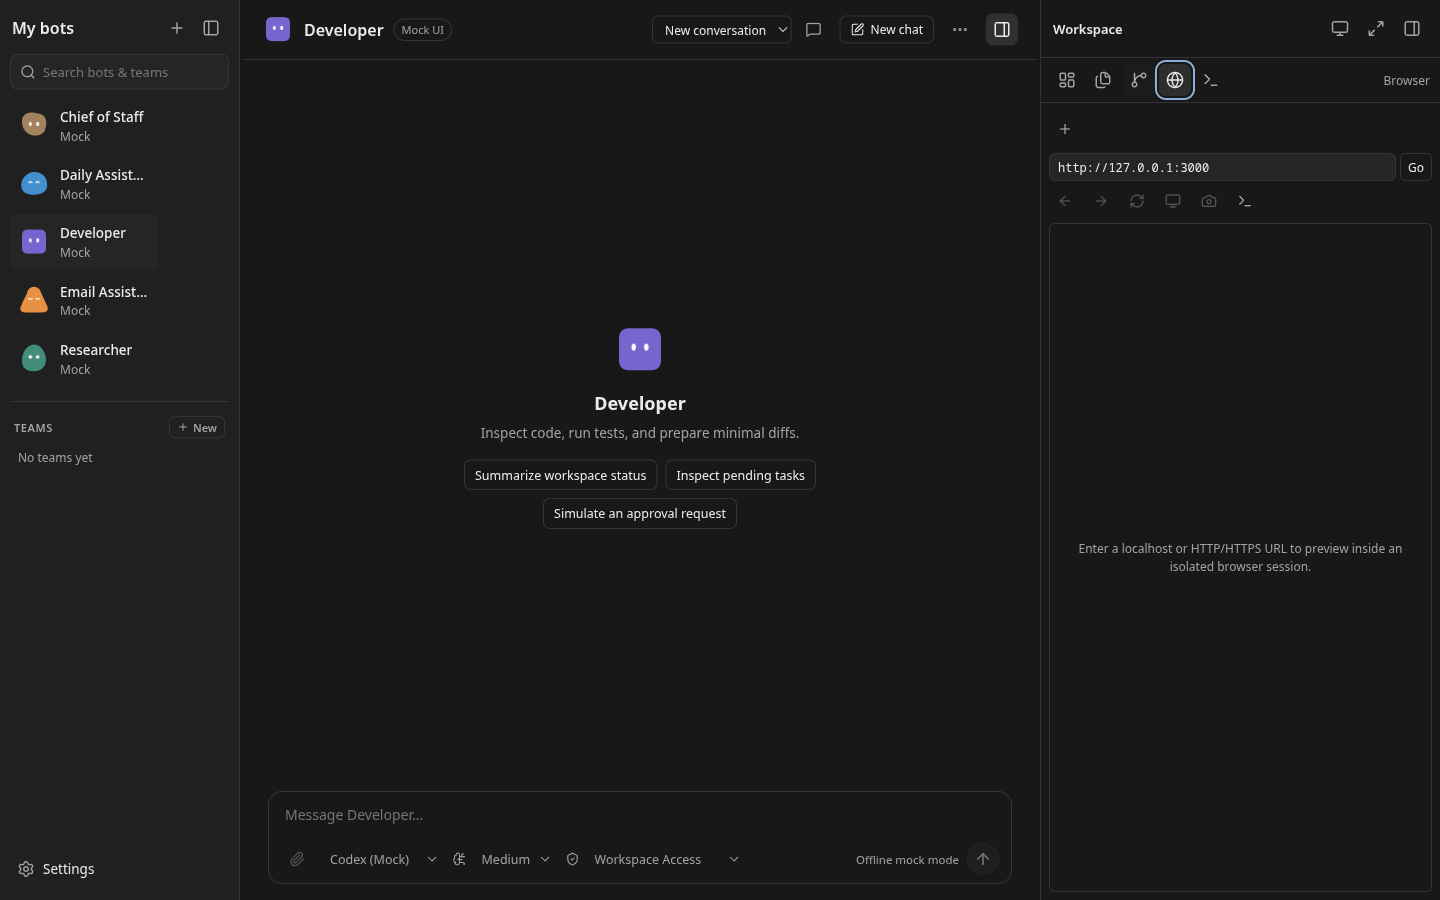 My bots
Search bots & teams
Chief of Staff
Mock
Daily Assist...
Mock
Developer
Mock
Email Assist...
Mock
Researcher
Mock
TEAMS
New
No teams yet
Settings
Developer
Mock UI
New conversation
New chat
Developer
Inspect code, run tests, and prepare minimal diffs.
Summarize workspace status
Inspect pending tasks
Simulate an approval request
Message Developer...
Codex (Mock)
Medium
Workspace Access
Offline mock mode
Workspace
Browser
http://127.0.0.1:3000
Go
Enter a localhost or HTTP/HTTPS URL to preview inside an
isolated browser session.